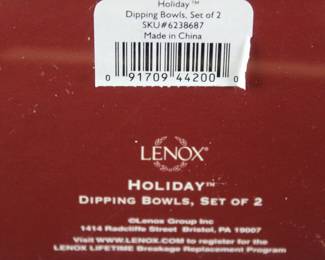 Holiday™
Dipping Bowls, Set of 2
SKU#6238687
Made in China
0 91709 44200 0
LENOX®
HOLIDAY™
DIPPING BOWLS, SET OF 2
©Lenox Group Inc
1414 Radcliffe Street Bristol, PA 19007
Visit WWW.LENOX.COM to register for the
LENOX LIFETIME Breakage Replacement Program